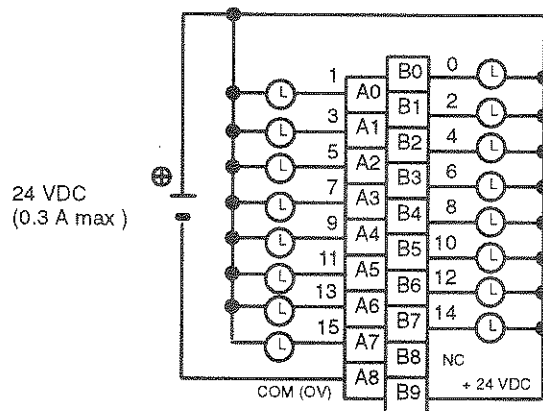 0
L
B0
1
L
A0
2
L
B1
3
L
A1
4
L
B2
5
L
A2
6
L
B3
7
L
A3
8
L
B4
9
L
A4
10
L
B5
11
L
A5
12
L
B6
13
L
A6
14
L
B7
15
L
A7
24 VDC
(0.3 A max )
B8
NC
A8
COM (OV)
B9
+ 24 VDC